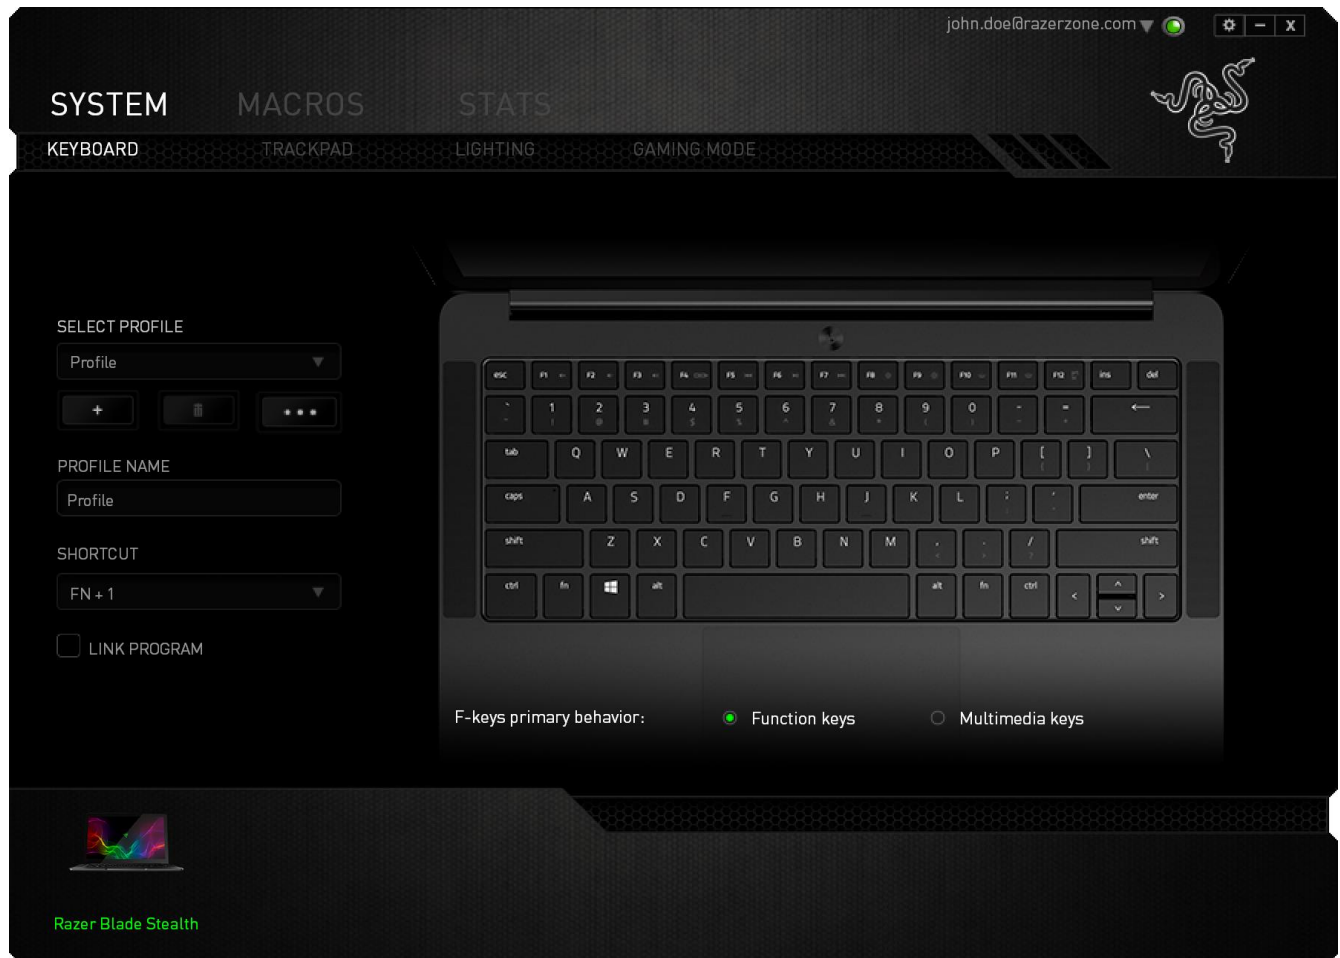 john.doe@razerzone.com
SYSTEM MACROS STATS
KEYBOARD TRACKPAD LIGHTING GAMING MODE
SELECT PROFILE
Profile
PROFILE NAME
Profile
SHORTCUT
FN + 1
LINK PROGRAM
esc F1 F2 F3 F4 F5 F6 F7 F8 F9 F10 F11 F12 ins del
` 1 2 3 4 5 6 7 8 9 0 - =
tab Q W E R T Y U I O P [ ] \
caps A S D F G H J K L ; ' enter
shift Z X C V B N M , . / shift
ctrl fn alt alt fn ctrl
F-keys primary behavior: Function keys Multimedia keys
Razer Blade Stealth